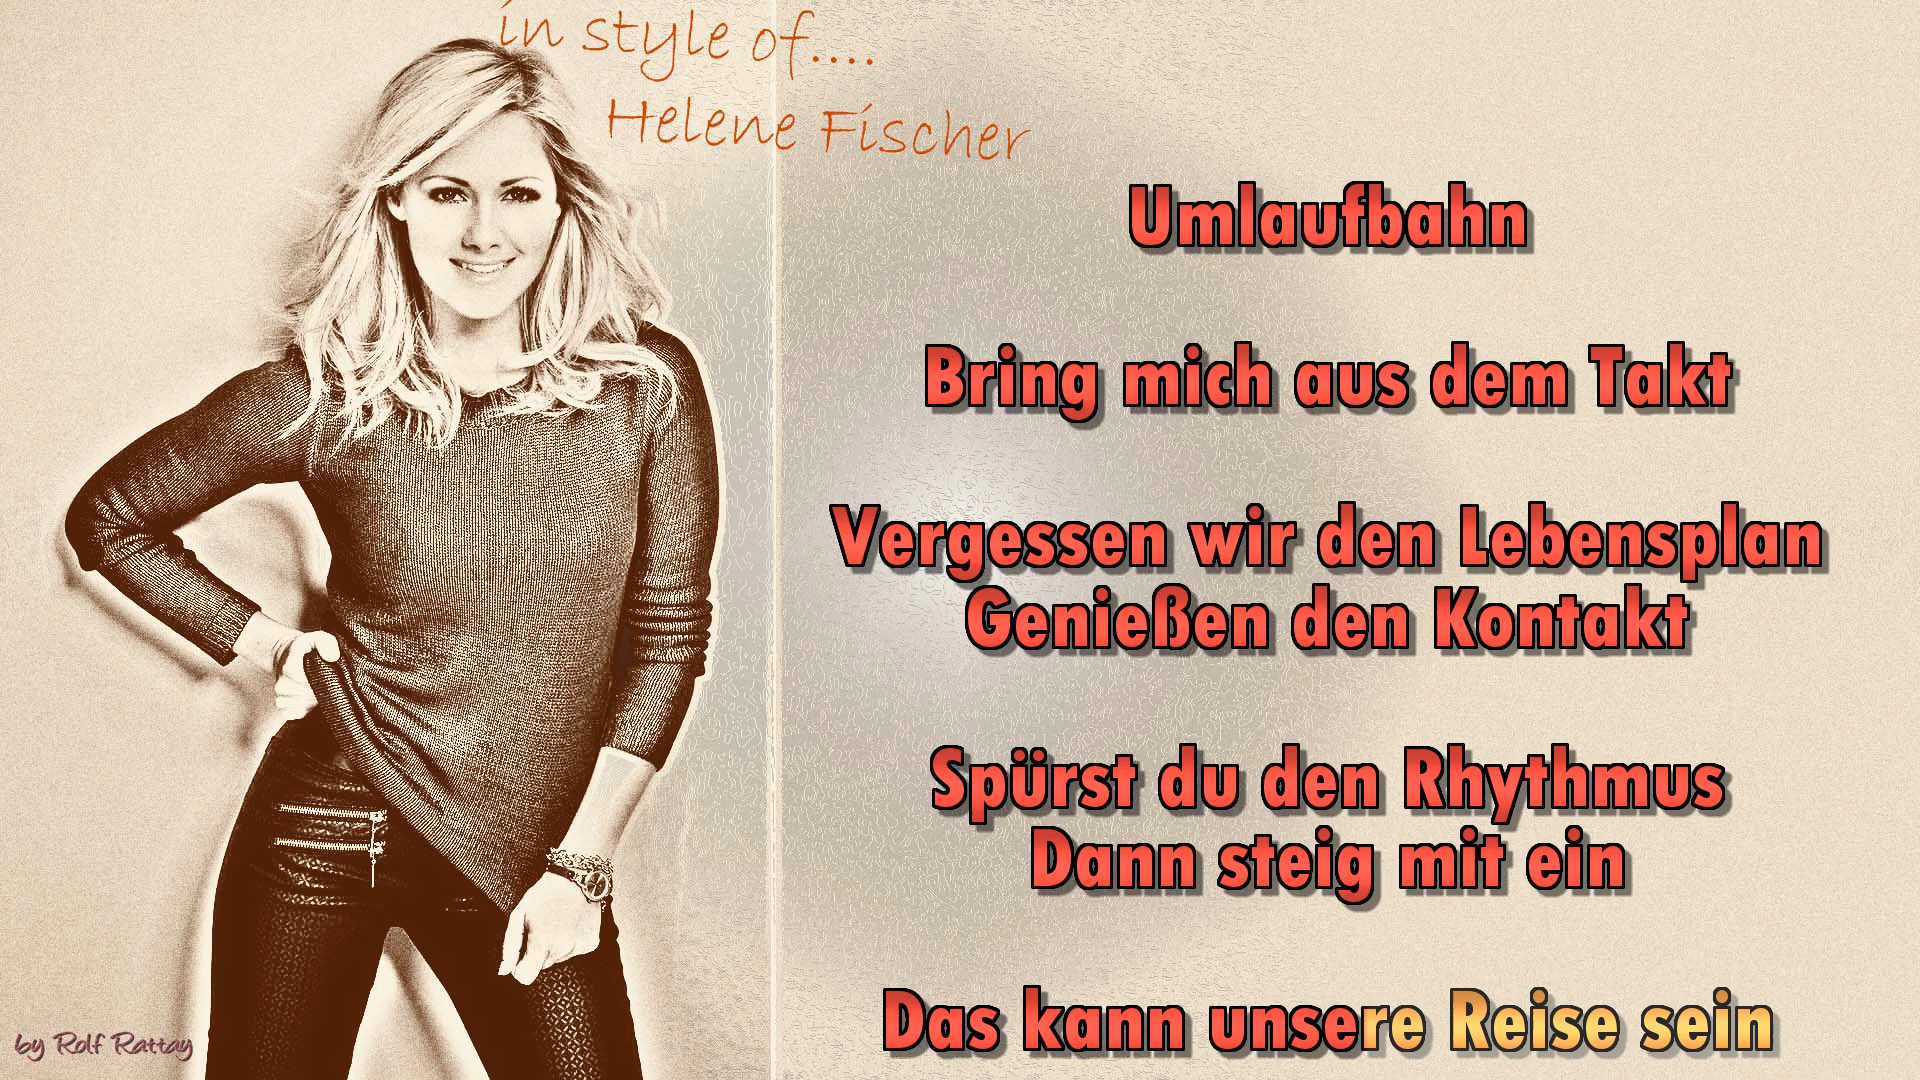 in style of....
Helene Fischer
Umlaufbahn
Bring mich aus dem Takt
Vergessen wir den Lebensplan
Genießen den Kontakt
Spürst du den Rhythmus
Dann steig mit ein
Das kann unsere Reise sein
by Rolf Rattay